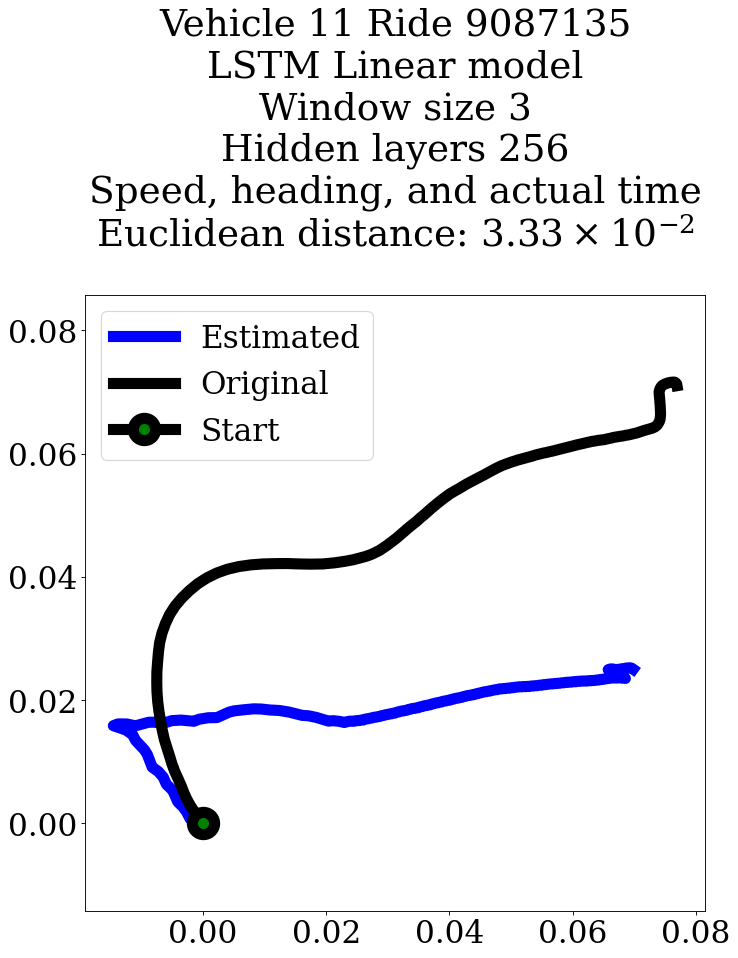 Vehicle 11 Ride 9087135
LSTM Linear model
Window size 3
Hidden layers 256
Speed, heading, and actual time
Euclidean distance: 3.33 × 10⁻²
Estimated
Original
Start
0.08
0.06
0.04
0.02
0.00
0.00 0.02 0.04 0.06 0.08